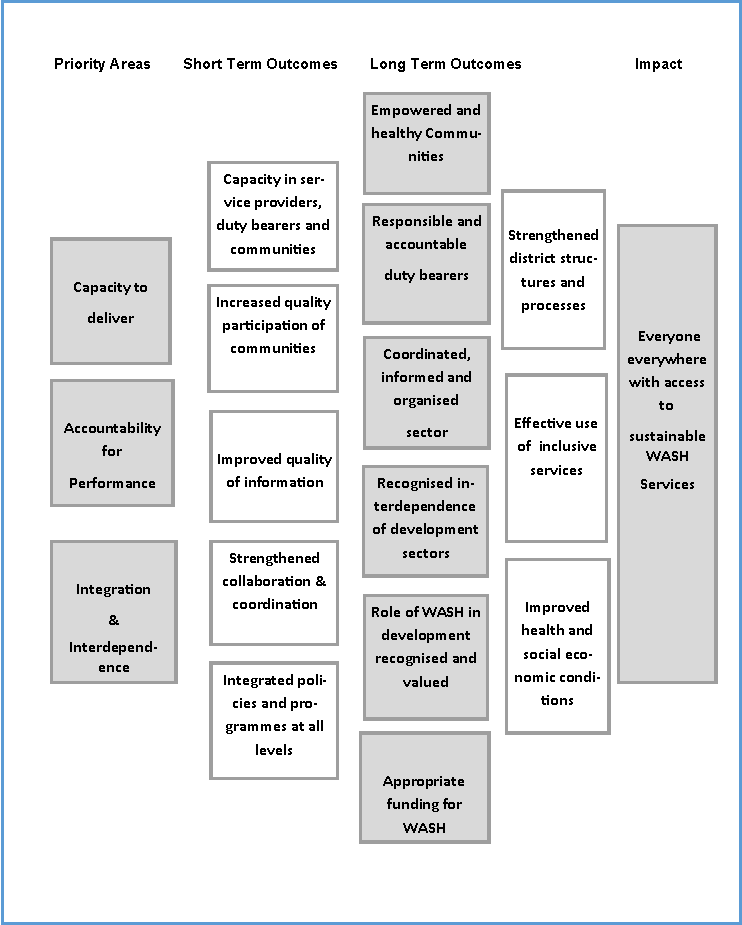 Priority Areas
Short Term Outcomes
Long Term Outcomes
Impact
Capacity to
deliver
Accountability
for
Performance
Integration
&
Interdepend-
ence
Capacity in ser-
vice providers,
duty bearers and
communities
Increased quality
participation of
communities
Improved quality
of information
Strengthened
collaboration &
coordination
Integrated poli-
cies and pro-
grammes at all
levels
Empowered and
healthy Commu-
nities
Responsible and
accountable
duty bearers
Coordinated,
informed and
organised
sector
Recognised in-
terdependence
of development
sectors
Role of WASH in
development
recognised and
valued
Appropriate
funding for
WASH
Strengthened
district struc-
tures and
processes
Effective use
of inclusive
services
Improved
health and
social eco-
nomic condi-
tions
Everyone
everywhere
with access
to
sustainable
WASH
Services